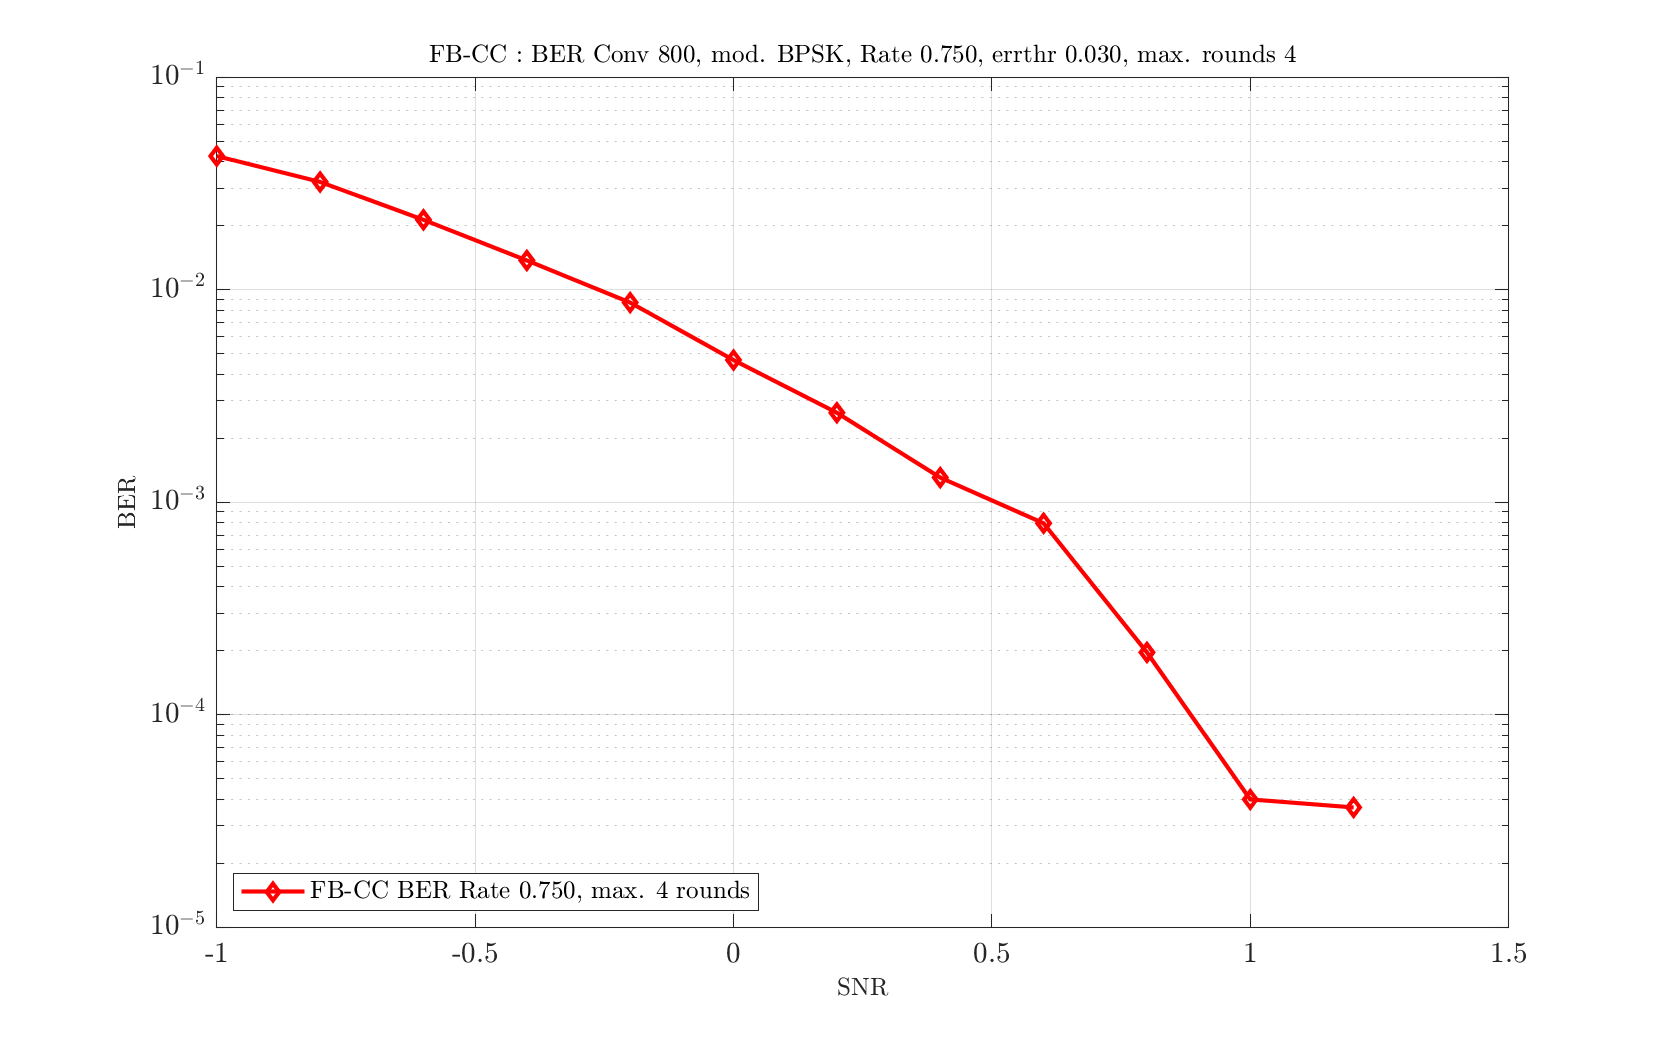 FB-CC : BER Conv 800, mod. BPSK, Rate 0.750, errthr 0.030, max. rounds 4
10⁻¹
10⁻²
10⁻³
10⁻⁴
10⁻⁵
BER
FB-CC BER Rate 0.750, max. 4 rounds
-1 -0.5 0 0.5 1 1.5
SNR